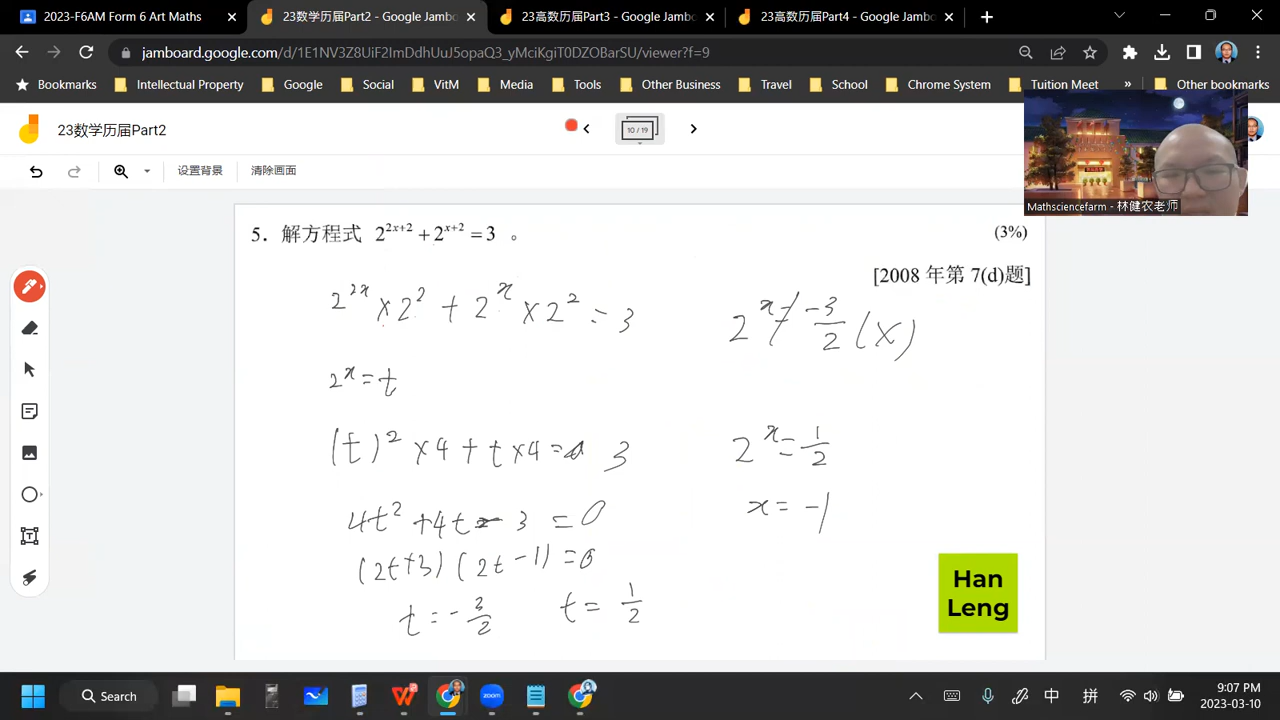 2023-F6AM Form 6 Art Maths
23数学历届Part2 - Google Jamb
23高数历届Part3 - Google Jamb
23高数历届Part4 - Google Jamb
jamboard.google.com/d/1E1NV3Z8UiF2ImDdhUuJ5opaQ3_yMciKgiT0DZOBarSU/viewer?f=9
Bookmarks
Intellectual Property
Google
Social
VitM
Media
Tools
Other Business
Travel
School
Chrome System
Tuition Meet
»
Other bookmarks
23数学历届Part2
10 / 19
设置背景
清除画面
Mathsciencefarm - 林健农老师
5. 解方程式 2^{2x+2} + 2^{x+2} = 3 。 (3%)
[2008 年第 7(d)题]
2^{2x} × 2^2 + 2^x × 2^2 = 3
2^x = t
(t)^2 × 4 + t × 4 = 3
4t^2 + 4t - 3 = 0
(2t+3) (2t-1) = 0
t = -3/2 t = 1/2
2^x ≠ -3/2 (X)
2^x = 1/2
x = -1
Han
Leng
Search
中
拼
9:07 PM
2023-03-10